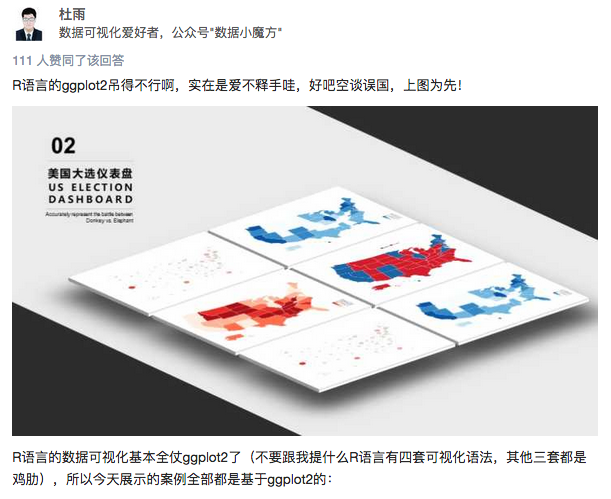 杜雨
数据可视化爱好者，公众号"数据小魔方"
111 人赞同了该回答
R语言的ggplot2吊得不行啊，实在是爱不释手哇，好吧空谈误国，上图为先！
02
美国大选仪表盘
US ELECTION
DASHBOARD
Accurately represent the battle between
Donkey vs. Elephant
R语言的数据可视化基本全仗ggplot2了（不要跟我提什么R语言有四套可视化语法，其他三套都是
鸡肋），所以今天展示的案例全部都是基于ggplot2的：